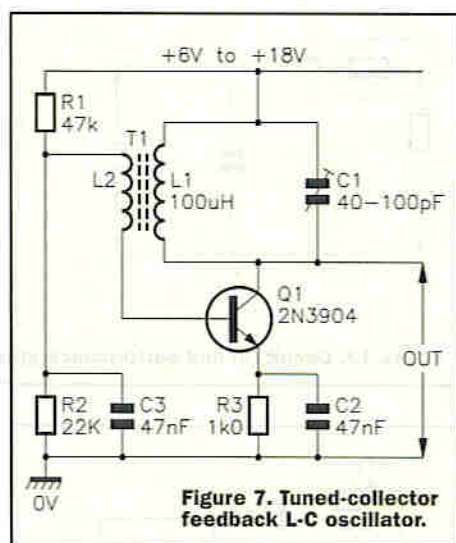 +6V to +18V
R1
47k
T1
L2
L1
100uH
C1
40-100pF
Q1
2N3904
OUT
R2
22K
C3
47nF
R3
1k0
C2
47nF
0V
Figure 7. Tuned-collector
feedback L-C oscillator.